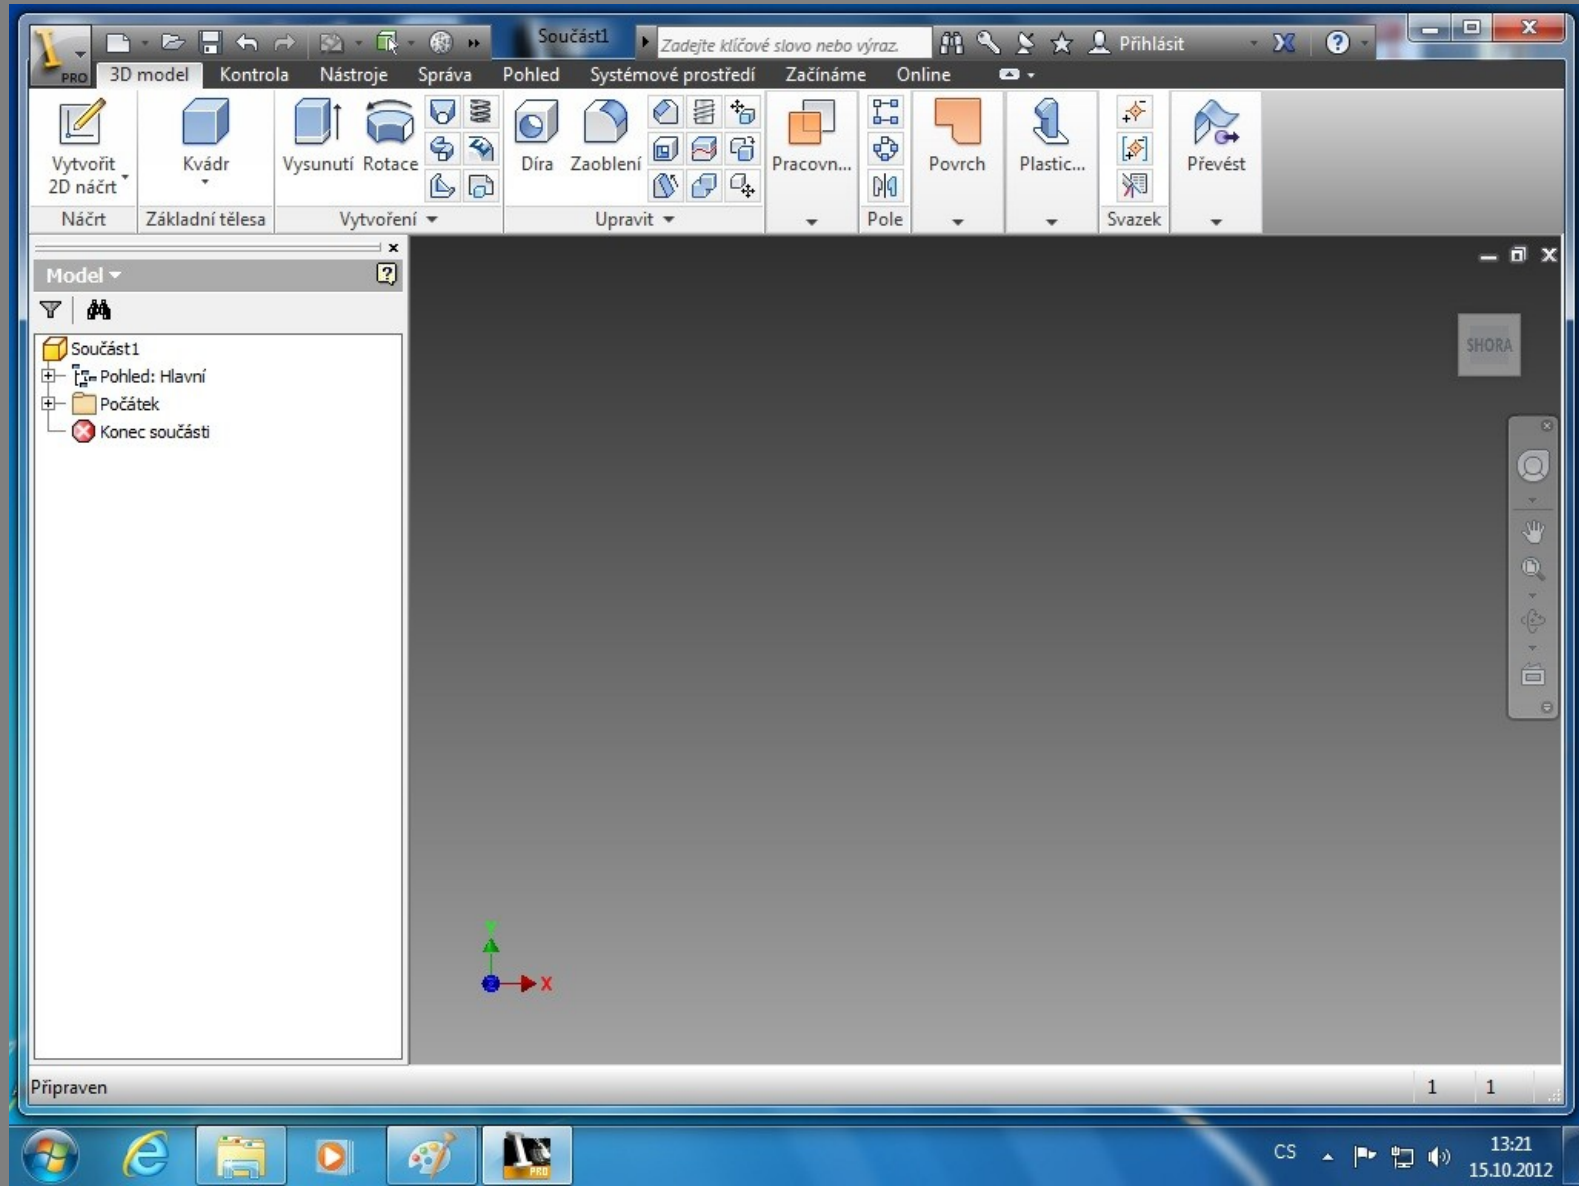 Součást1
Zadejte klíčové slovo nebo výraz.
Přihlásit
PRO
3D model Kontrola Nástroje Správa Pohled Systémové prostředí Začínáme Online
Vytvořit
2D náčrt
Kvádr
Vysunutí Rotace
Díra Zaoblení
Pracovn...
Povrch
Plastic...
Převést
Náčrt Základní tělesa Vytvoření Upravit Pole Svazek
Model
Součást1
Pohled: Hlavní
Počátek
Konec součásti
SHORA
Y
Z X
Připraven 1 1
PRO
CS
13:21
15.10.2012